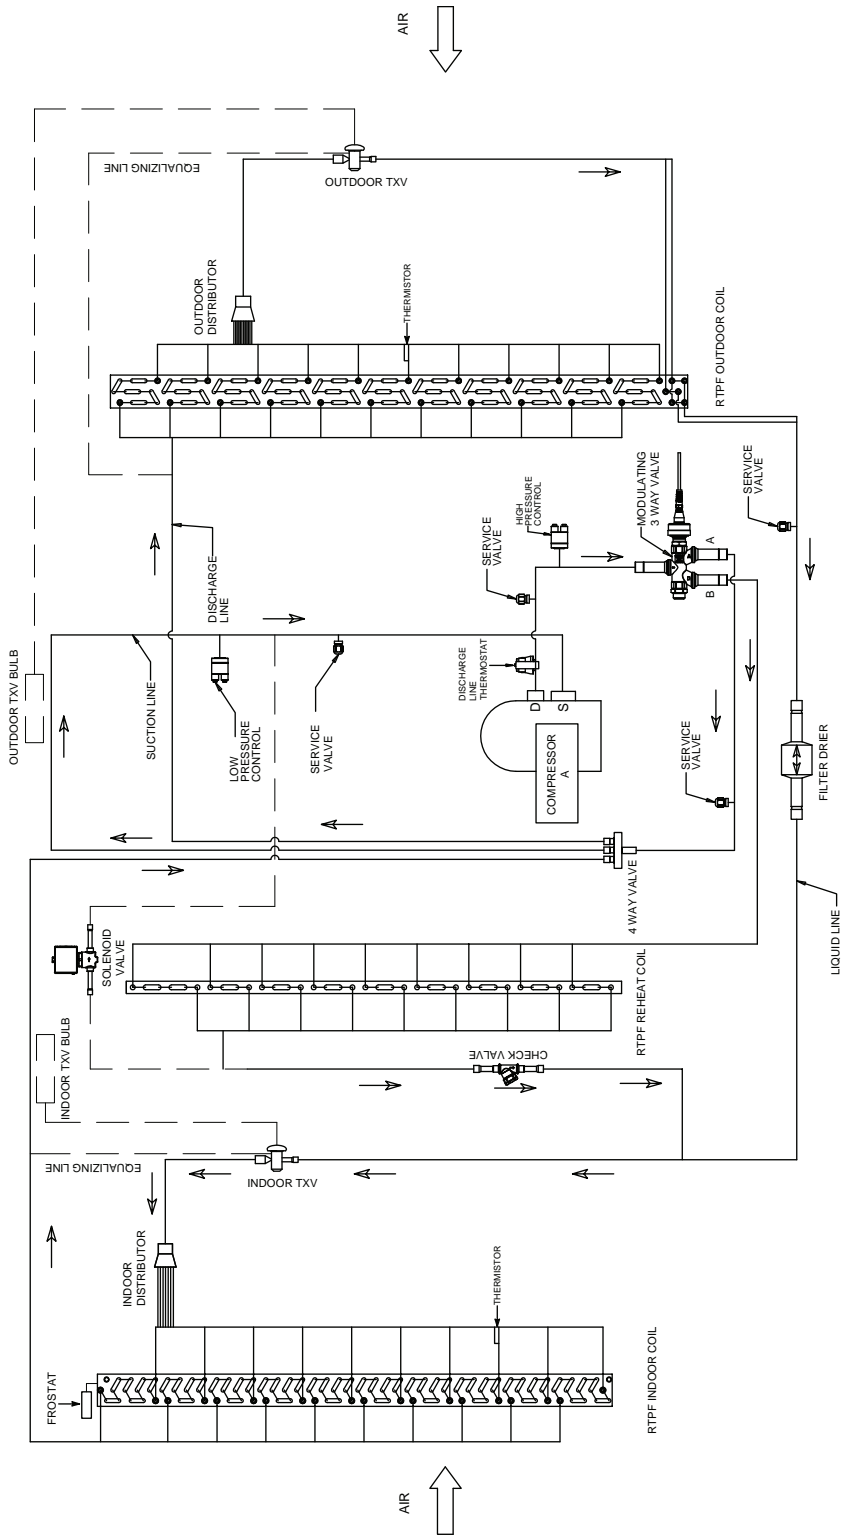 AIR
EQUALIZING LINE
OUTDOOR TXV
OUTDOOR
DISTRIBUTOR
THERMISTOR
RTPF OUTDOOR COIL
DISCHARGE
LINE
SERVICE
VALVE
HIGH
PRESSURE
CONTROL
MODULATING
3 WAY VALVE
A
B
SERVICE
VALVE
OUTDOOR TXV BULB
SUCTION LINE
LOW
PRESSURE
CONTROL
SERVICE
VALVE
DISCHARGE
LINE
THERMOSTAT
D
S
COMPRESSOR
A
SERVICE
VALVE
FILTER DRIER
4 WAY VALVE
SOLENOID
VALVE
RTPF REHEAT COIL
LIQUID LINE
INDOOR TXV BULB
CHECK VALVE
EQUALIZING LINE
INDOOR TXV
INDOOR
DISTRIBUTOR
THERMISTOR
FROSTAT
RTPF INDOOR COIL
AIR